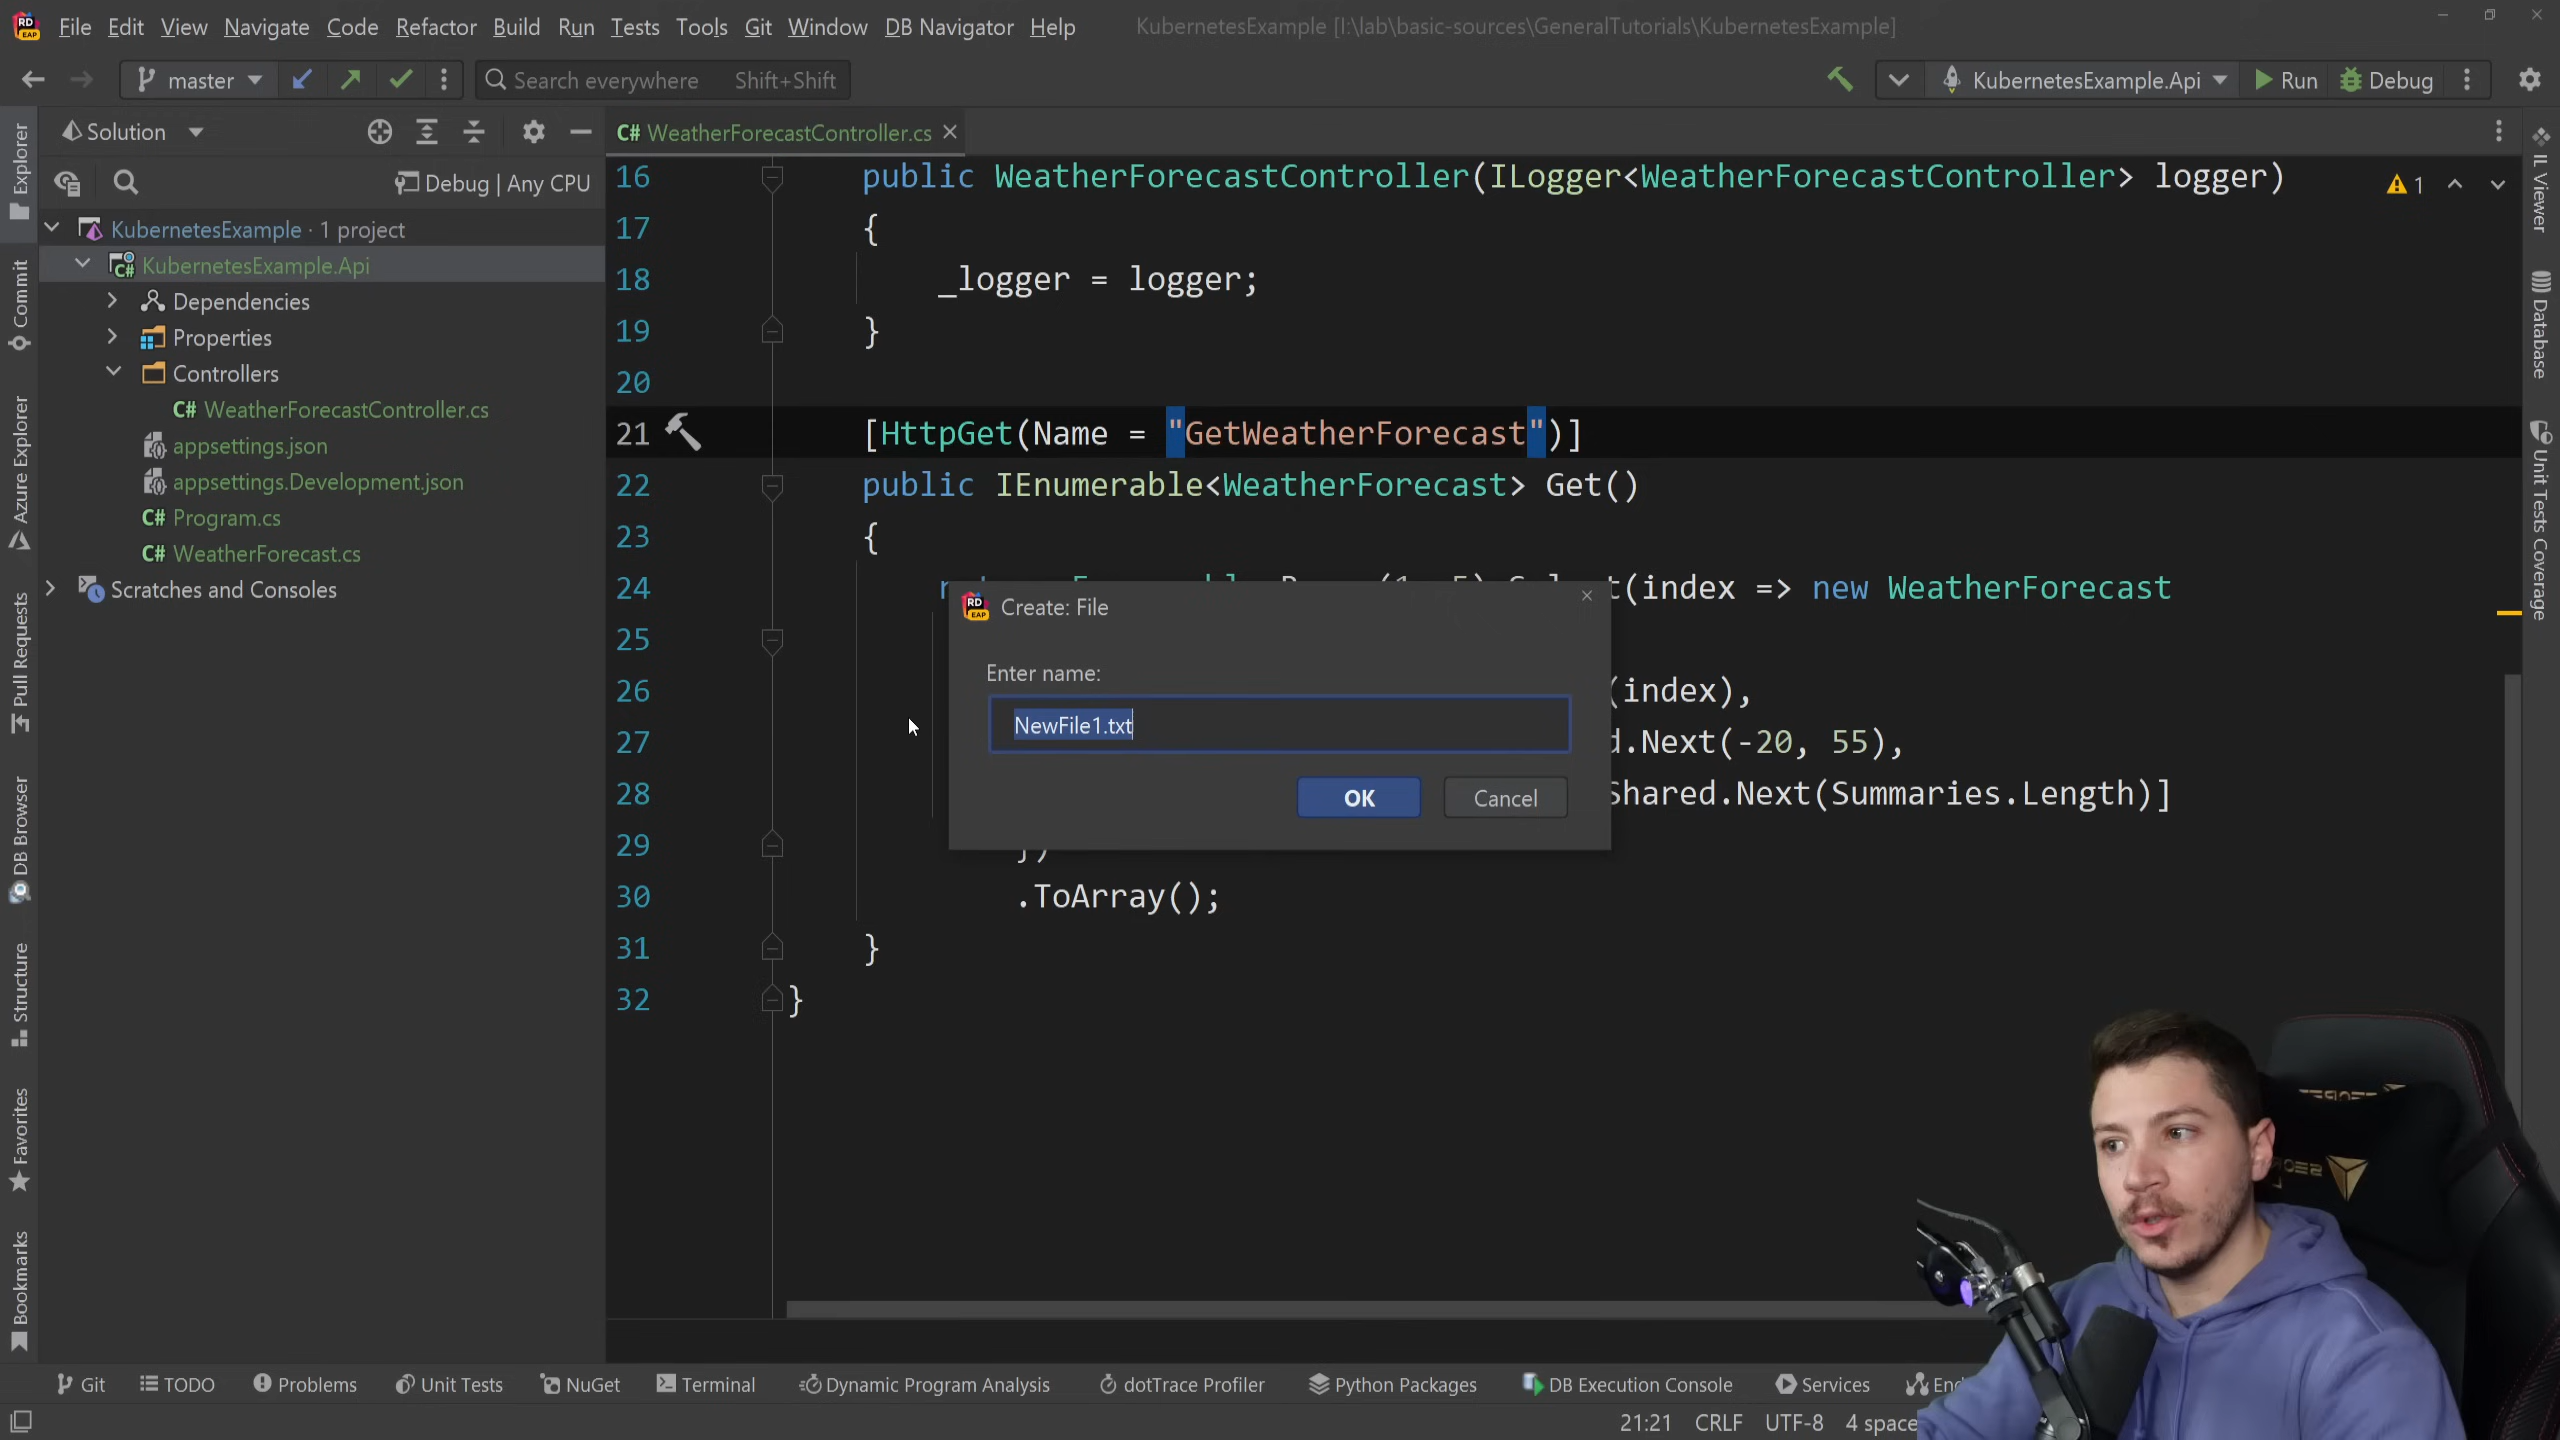 File Edit View Navigate Code Refactor Build Run Tests Tools Git Window DB Navigator Help KubernetesExample [I:\lab\basic-sources\GeneralTutorials\KubernetesExample]
master Search everywhere Shift+Shift KubernetesExample.Api Run Debug
Solution
Debug | Any CPU
KubernetesExample · 1 project
KubernetesExample.Api
Dependencies
Properties
Controllers
C# WeatherForecastController.cs
appsettings.json
appsettings.Development.json
C# Program.cs
C# WeatherForecast.cs
Scratches and Consoles
Explorer
Commit
Azure Explorer
Pull Requests
DB Browser
Structure
Favorites
Bookmarks
C# WeatherForecastController.cs
16 public WeatherForecastController(ILogger<WeatherForecastController> logger)
17 {
18 _logger = logger;
19 }
20
21 [HttpGet(Name = "GetWeatherForecast")]
22 public IEnumerable<WeatherForecast> Get()
23 {
24 t(index => new WeatherForecast
25
26 (index),
27 d.Next(-20, 55),
28 Shared.Next(Summaries.Length)]
29 })
30 .ToArray();
31 }
32 }
1
RD EAP
Create: File
Enter name:
NewFile1.txt
OK Cancel
IL Viewer
Database
Unit Tests Coverage
Git TODO Problems Unit Tests NuGet Terminal Dynamic Program Analysis dotTrace Profiler Python Packages DB Execution Console Services
21:21 CRLF UTF-8 4 space